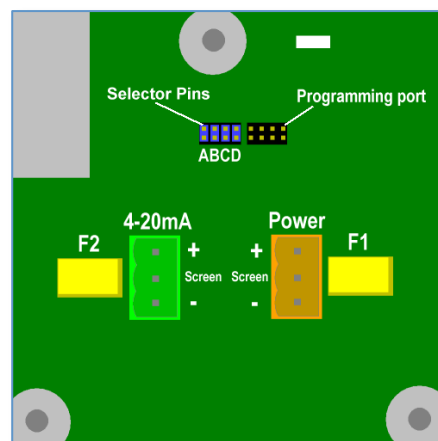 Selector Pins
Programming port
ABCD
4-20mA
Power
F2
F1
+
+
Screen
Screen
-
-